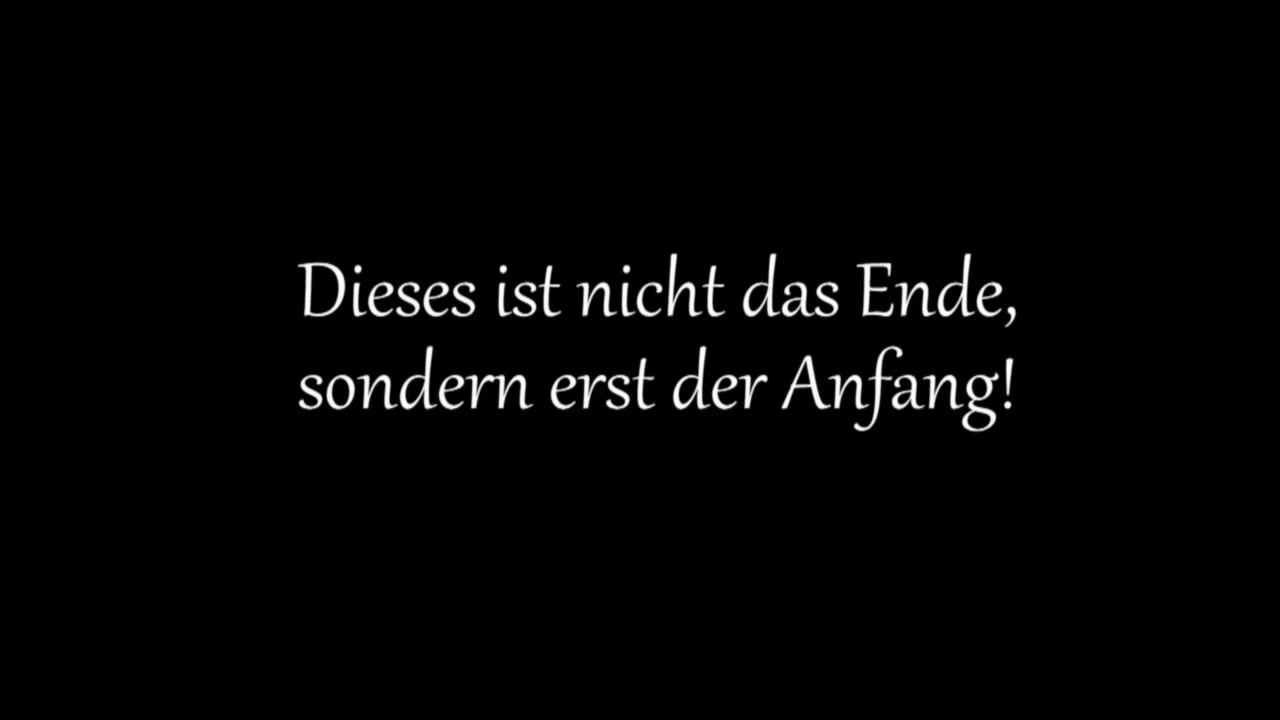 Dieses ist nicht das Ende,
sondern erst der Anfang!